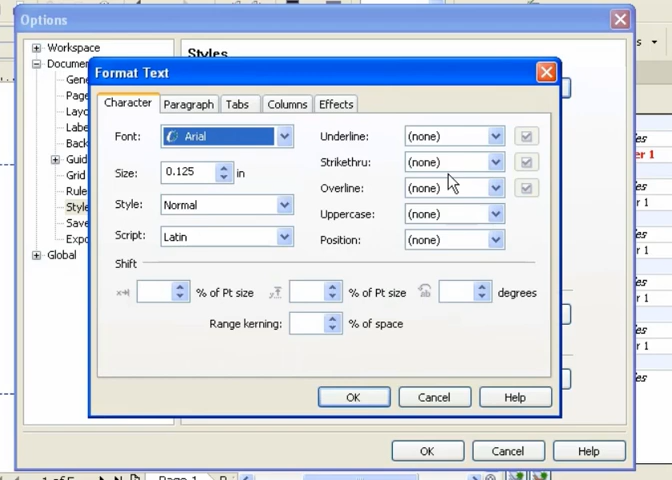 Options
Workspace
Styles
Format Text
Character Paragraph Tabs Columns Effects
Font: Arial Underline: (none)
Size: 0.125 in Strikethru: (none)
Overline: (none)
Style: Normal Uppercase: (none)
Script: Latin Position: (none)
Shift
% of Pt size % of Pt size degrees
Range kerning: % of space
OK Cancel Help
Global
OK Cancel Help
Page 1